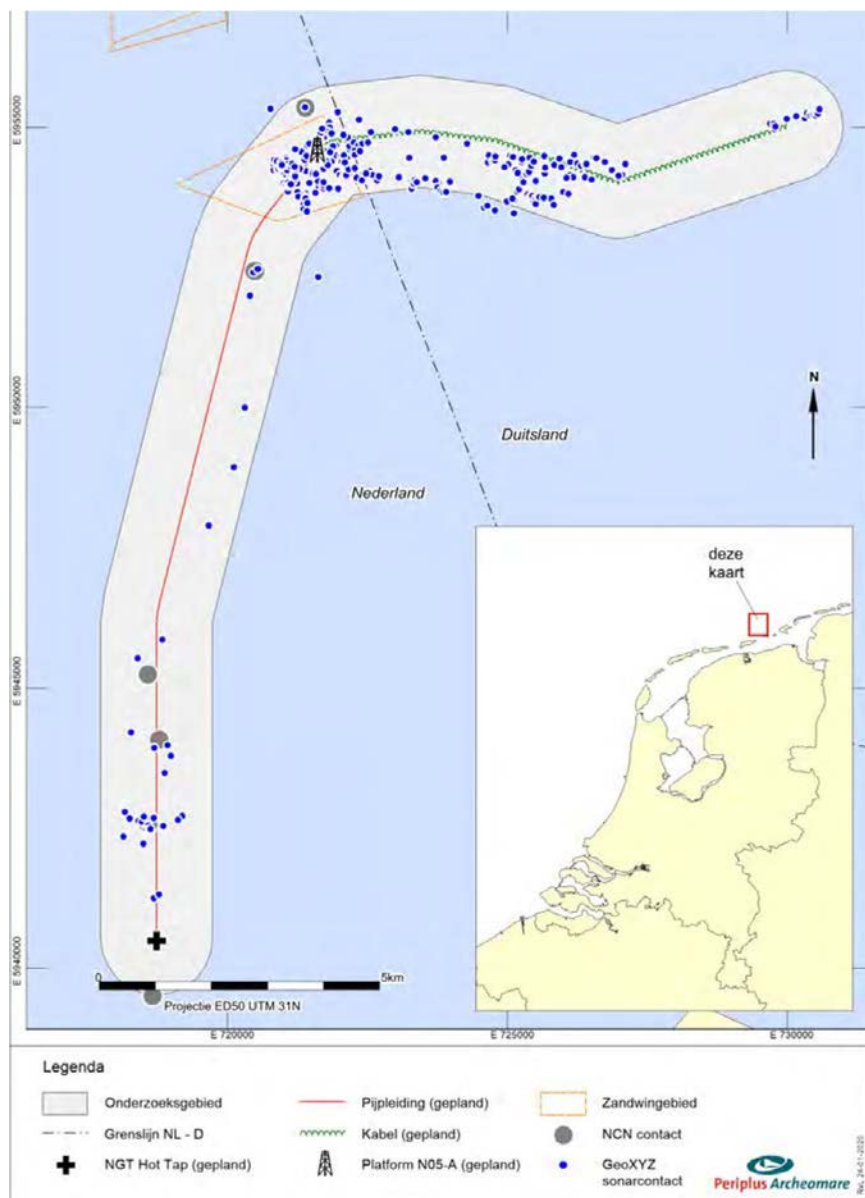 E 5955000
E 5950000
E 5945000
E 5940000
N
Duitsland
Nederland
deze
kaart
0
5km
Projectie ED50 UTM 31N
E 720000
E 725000
E 730000
Legenda
Onderzoeksgebied
Pijpleiding (gepland)
Zandwingebied
Grenslijn NL - D
Kabel (gepland)
NCN contact
NGT Hot Tap (gepland)
Platform N05-A (gepland)
GeoXYZ
sonarcontact
Periplus Archeomare